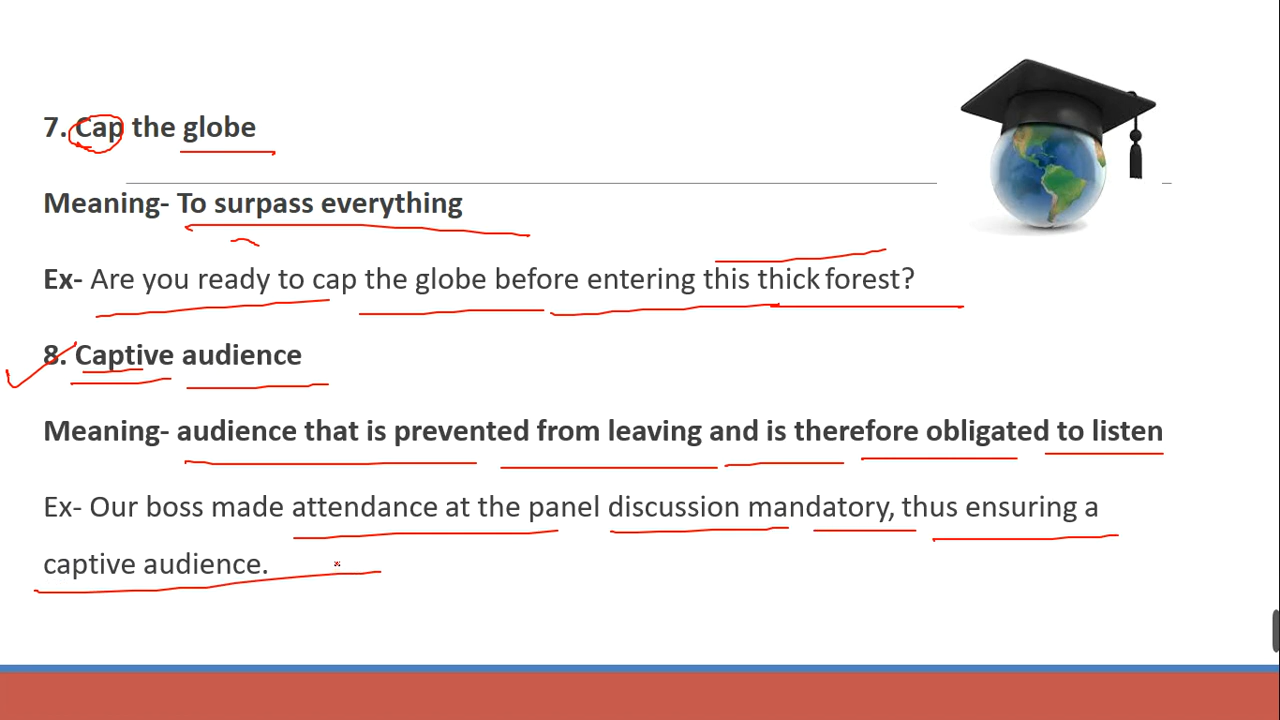 7. Cap the globe
Meaning- To surpass everything
Ex- Are you ready to cap the globe before entering this thick forest?
8. Captive audience
Meaning- audience that is prevented from leaving and is therefore obligated to listen
Ex- Our boss made attendance at the panel discussion mandatory, thus ensuring a
captive audience.